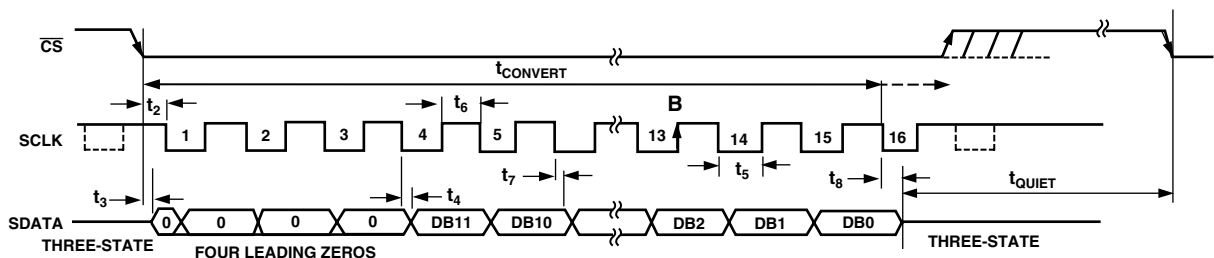 CS
tCONVERT
t2
t6
B
SCLK
1
2
3
4
5
13
14
15
16
t3
t4
t7
t5
t8
tQUIET
SDATA
0
0
0
0
DB11
DB10
DB2
DB1
DB0
THREE-STATE
FOUR LEADING ZEROS
THREE-STATE